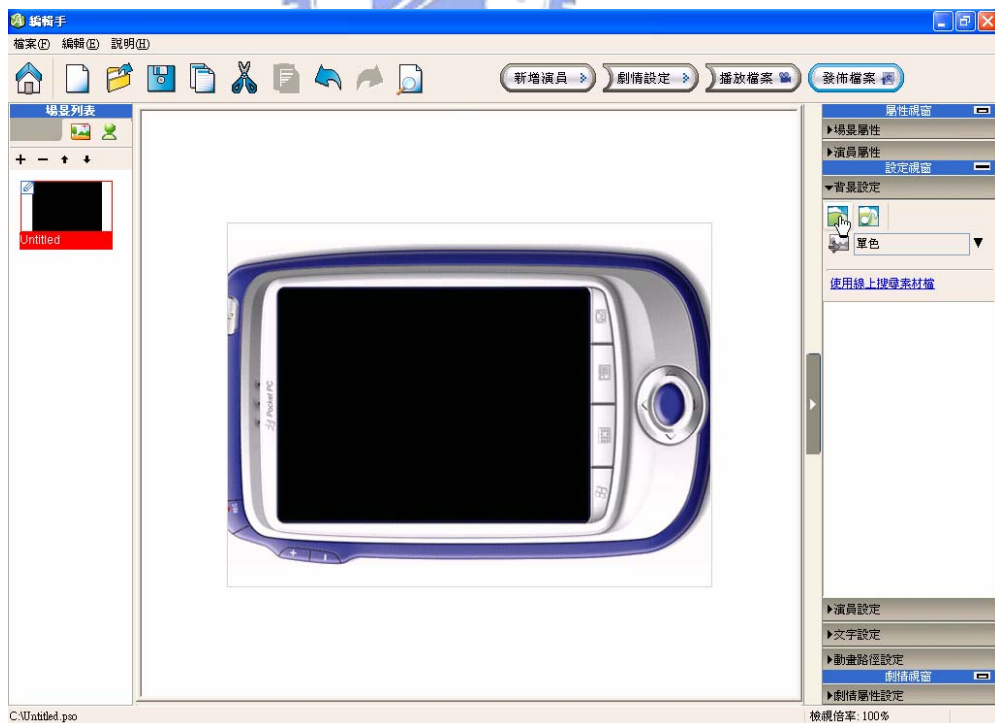 編輯手
檔案(F) 編輯(E) 說明(H)
新增演員 劇情設定 播放檔案 發佈檔案
場景列表
Untitled
Pocket PC
屬性視窗
場景屬性
演員屬性
設定視窗
背景設定
單色
使用線上搜尋素材檔
演員設定
文字設定
動畫路徑設定
劇情視窗
劇情屬性設定
C:\Untitled.pso
檢視倍率: 100%